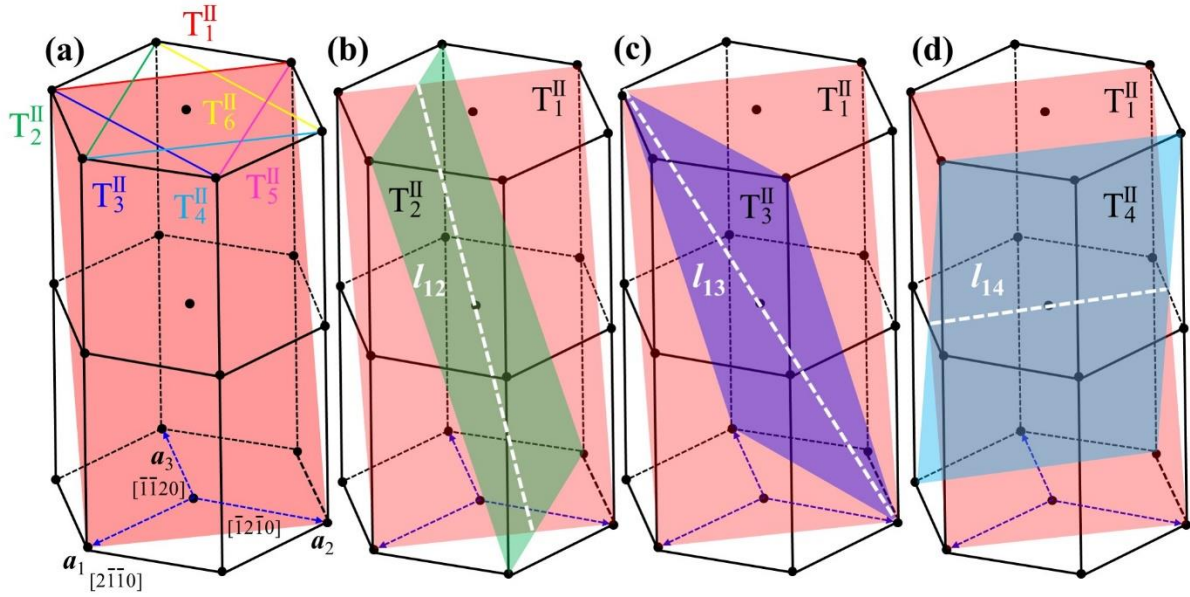 (a)
T₁ᴵᴵ
T₂ᴵᴵ
T₆ᴵᴵ
T₃ᴵᴵ
T₄ᴵᴵ
T₅ᴵᴵ
a₃
[1̄1̄20]
[1̄21̄0]
a₁
[21̄1̄0]
a₂
(b)
T₁ᴵᴵ
T₂ᴵᴵ
l₁₂
(c)
T₁ᴵᴵ
T₃ᴵᴵ
l₁₃
(d)
T₁ᴵᴵ
T₄ᴵᴵ
l₁₄